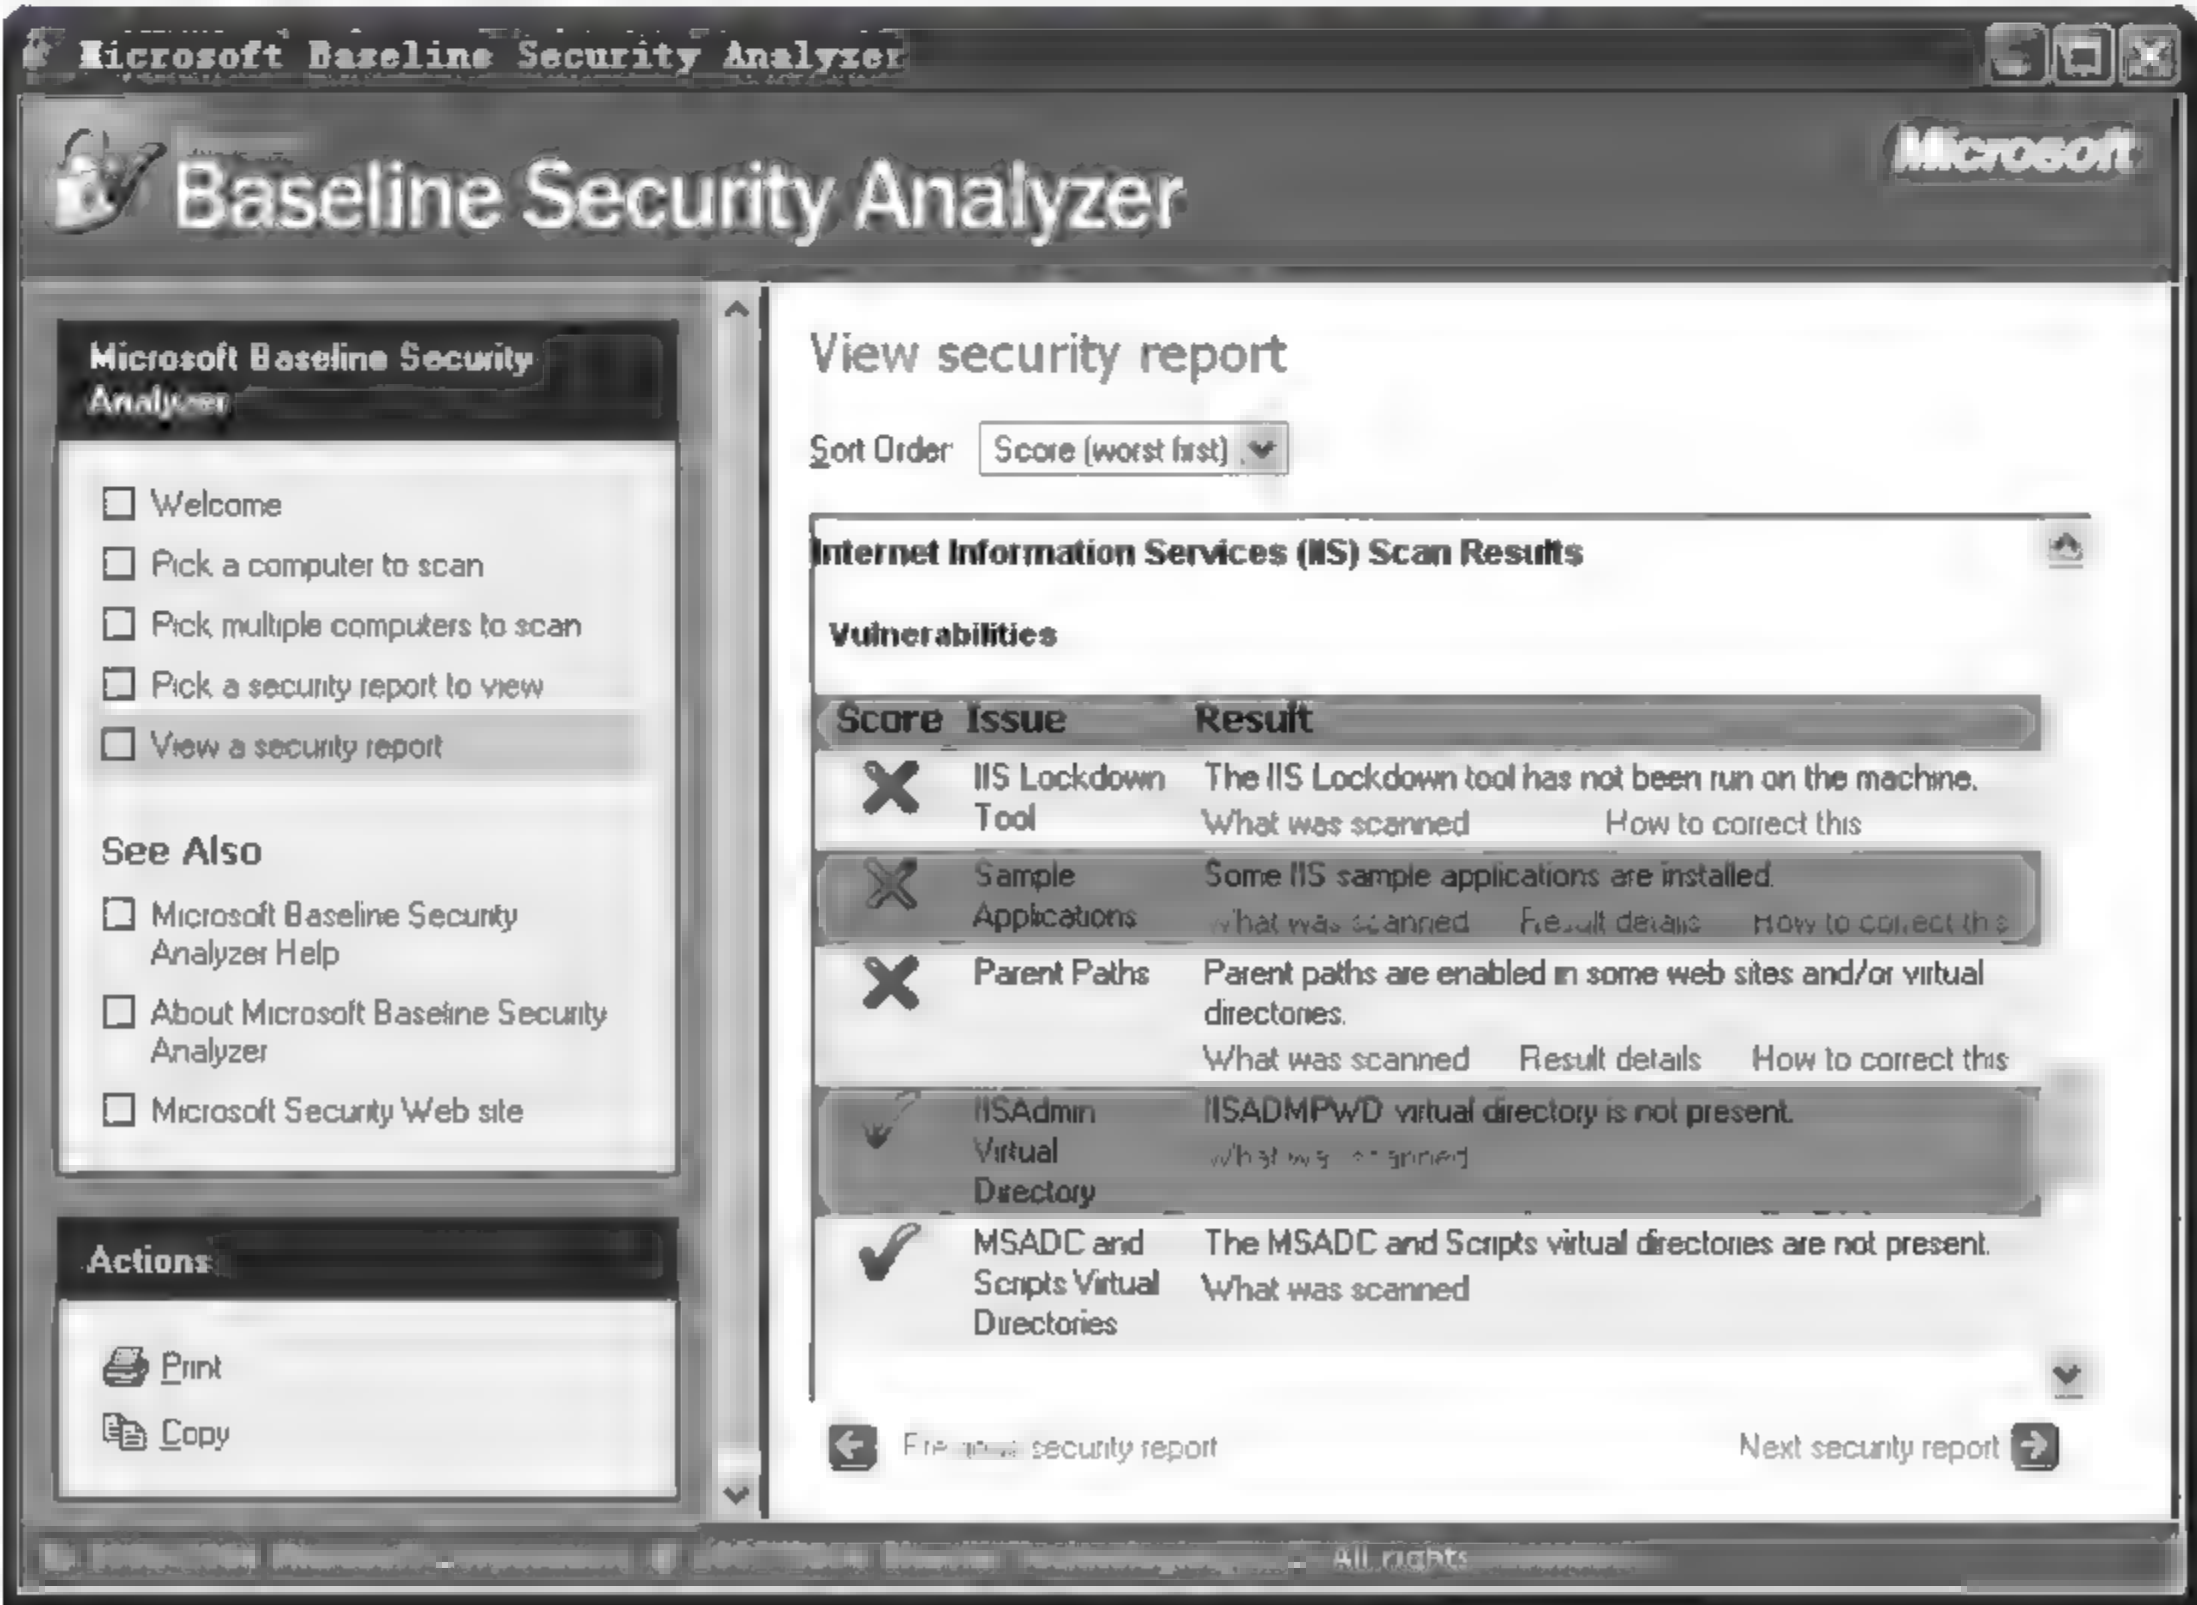 Microsoft Baseline Security Analyzer
Microsoft
Baseline Security Analyzer
Microsoft Baseline Security
Analyzer
Welcome
Pick a computer to scan
Pick multiple computers to scan
Pick a security report to view
View a security report
See Also
Microsoft Baseline Security
Analyzer Help
About Microsoft Baseline Security
Analyzer
Microsoft Security Web site
Actions
Print
Copy
View security report
Sort Order: Score (worst first)
Internet Information Services (IIS) Scan Results
Vulnerabilities
Score Issue Result
IIS Lockdown The IIS Lockdown tool has not been run on the machine.
Tool What was scanned How to correct this
Sample Some IIS sample applications are installed.
Applications What was scanned Result details How to correct this
Parent Paths Parent paths are enabled in some web sites and/or virtual
directories.
What was scanned Result details How to correct this
IISAdmin IISADMPWD virtual directory is not present.
Virtual What was scanned
Directory
MSADC and The MSADC and Scripts virtual directories are not present.
Scripts Virtual What was scanned
Directories
security report Next security report
All rights